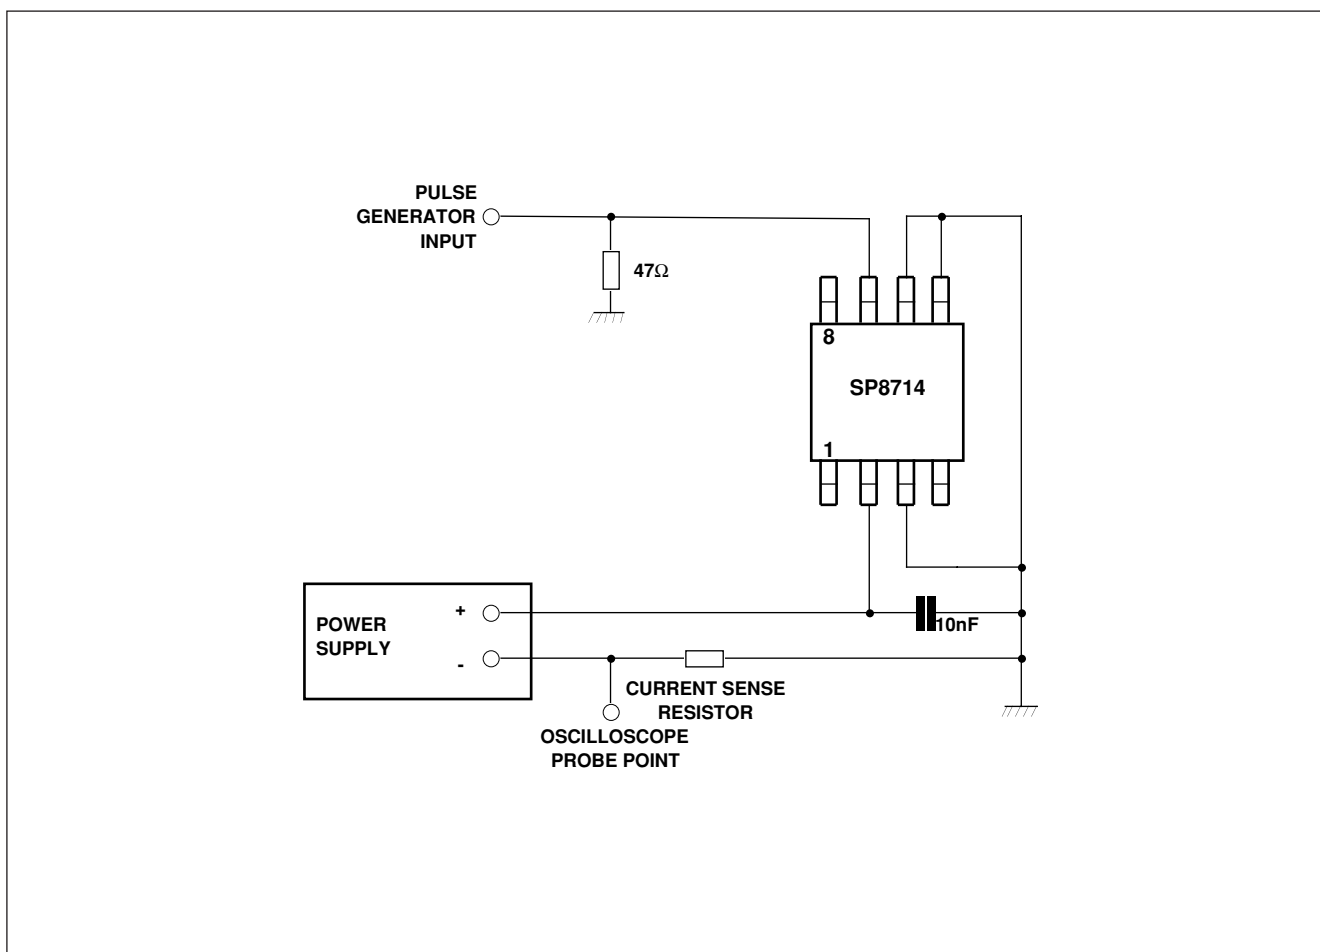 PULSE
GENERATOR
INPUT
47Ω
8
SP8714
1
POWER
SUPPLY
+
-
10nF
CURRENT SENSE
RESISTOR
OSCILLOSCOPE
PROBE POINT